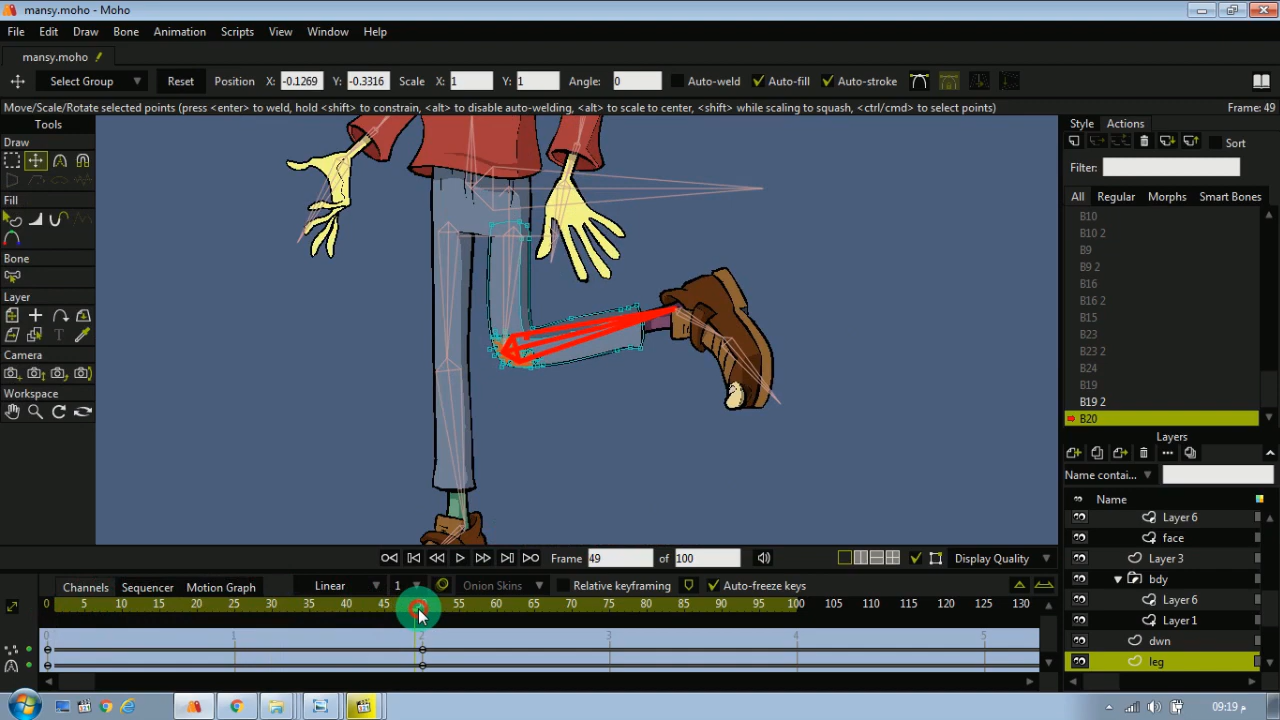 mansy.moho - Moho
File Edit Draw Bone Animation Scripts View Window Help
mansy.moho
Select Group Reset Position X: -0.1269 Y: -0.3316 Scale X: 1 Y: 1 Angle: 0 Auto-weld Auto-fill Auto-stroke
Move/Scale/Rotate selected points (press <enter> to weld, hold <shift> to constrain, <alt> to disable auto-welding, <alt> to scale to center, <shift> while scaling to squash, <ctrl/cmd> to select points) Frame: 49
Tools
Draw
Fill
Bone
Layer
Camera
Workspace
Style Actions
Sort
Filter:
All Regular Morphs Smart Bones
B10
B10 2
B9
B9 2
B16
B16 2
B15
B23
B23 2
B24
B19
B19 2
B20
Layers
Name contai...
Name
Layer 6
face
Layer 3
bdy
Layer 6
Layer 1
dwn
leg
Frame 49 of 100 Display Quality
Channels Sequencer Motion Graph Linear 1 Onion Skins Relative keyframing Auto-freeze keys
0 5 10 15 20 25 30 35 40 45 55 60 65 70 75 80 85 90 95 100 105 110 115 120 125 130
0 1 2 3 4 5
09:19 م